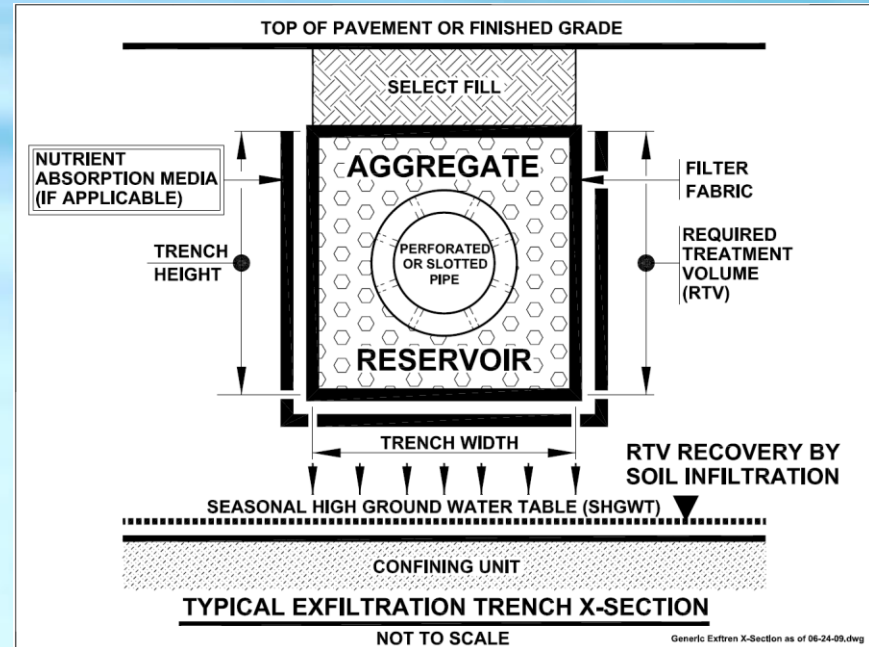 TOP OF PAVEMENT OR FINISHED GRADE
SELECT FILL
NUTRIENT
ABSORPTION MEDIA
(IF APPLICABLE)
AGGREGATE
FILTER
FABRIC
TRENCH
HEIGHT
PERFORATED
OR SLOTTED
PIPE
REQUIRED
TREATMENT
VOLUME
(RTV)
RESERVOIR
TRENCH WIDTH
RTV RECOVERY BY
SOIL INFILTRATION
SEASONAL HIGH GROUND WATER TABLE (SHGWT)
CONFINING UNIT
TYPICAL EXFILTRATION TRENCH X-SECTION
NOT TO SCALE
Generic Exftren X-Section as of 06-24-09.dwg